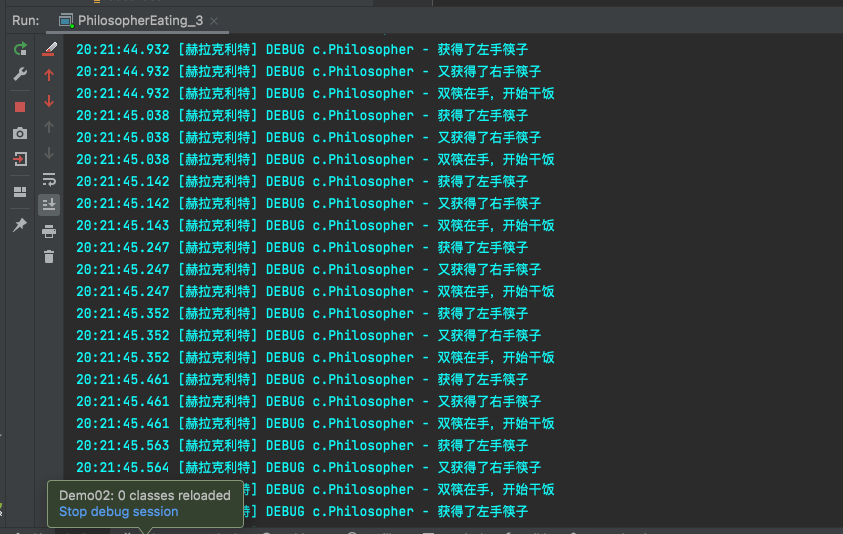 Run: PhilosopherEating_3 ×
20:21:44.932 [赫拉克利特] DEBUG c.Philosopher - 获得了左手筷子
20:21:44.932 [赫拉克利特] DEBUG c.Philosopher - 又获得了右手筷子
20:21:44.932 [赫拉克利特] DEBUG c.Philosopher - 双筷在手，开始干饭
20:21:45.038 [赫拉克利特] DEBUG c.Philosopher - 获得了左手筷子
20:21:45.038 [赫拉克利特] DEBUG c.Philosopher - 又获得了右手筷子
20:21:45.038 [赫拉克利特] DEBUG c.Philosopher - 双筷在手，开始干饭
20:21:45.142 [赫拉克利特] DEBUG c.Philosopher - 获得了左手筷子
20:21:45.142 [赫拉克利特] DEBUG c.Philosopher - 又获得了右手筷子
20:21:45.143 [赫拉克利特] DEBUG c.Philosopher - 双筷在手，开始干饭
20:21:45.247 [赫拉克利特] DEBUG c.Philosopher - 获得了左手筷子
20:21:45.247 [赫拉克利特] DEBUG c.Philosopher - 又获得了右手筷子
20:21:45.247 [赫拉克利特] DEBUG c.Philosopher - 双筷在手，开始干饭
20:21:45.352 [赫拉克利特] DEBUG c.Philosopher - 获得了左手筷子
20:21:45.352 [赫拉克利特] DEBUG c.Philosopher - 又获得了右手筷子
20:21:45.352 [赫拉克利特] DEBUG c.Philosopher - 双筷在手，开始干饭
20:21:45.461 [赫拉克利特] DEBUG c.Philosopher - 获得了左手筷子
20:21:45.461 [赫拉克利特] DEBUG c.Philosopher - 又获得了右手筷子
20:21:45.461 [赫拉克利特] DEBUG c.Philosopher - 双筷在手，开始干饭
20:21:45.563 [赫拉克利特] DEBUG c.Philosopher - 获得了左手筷子
20:21:45.564 [赫拉克利特] DEBUG c.Philosopher - 又获得了右手筷子
特] DEBUG c.Philosopher - 双筷在手，开始干饭
特] DEBUG c.Philosopher - 获得了左手筷子
Demo02: 0 classes reloaded
Stop debug session